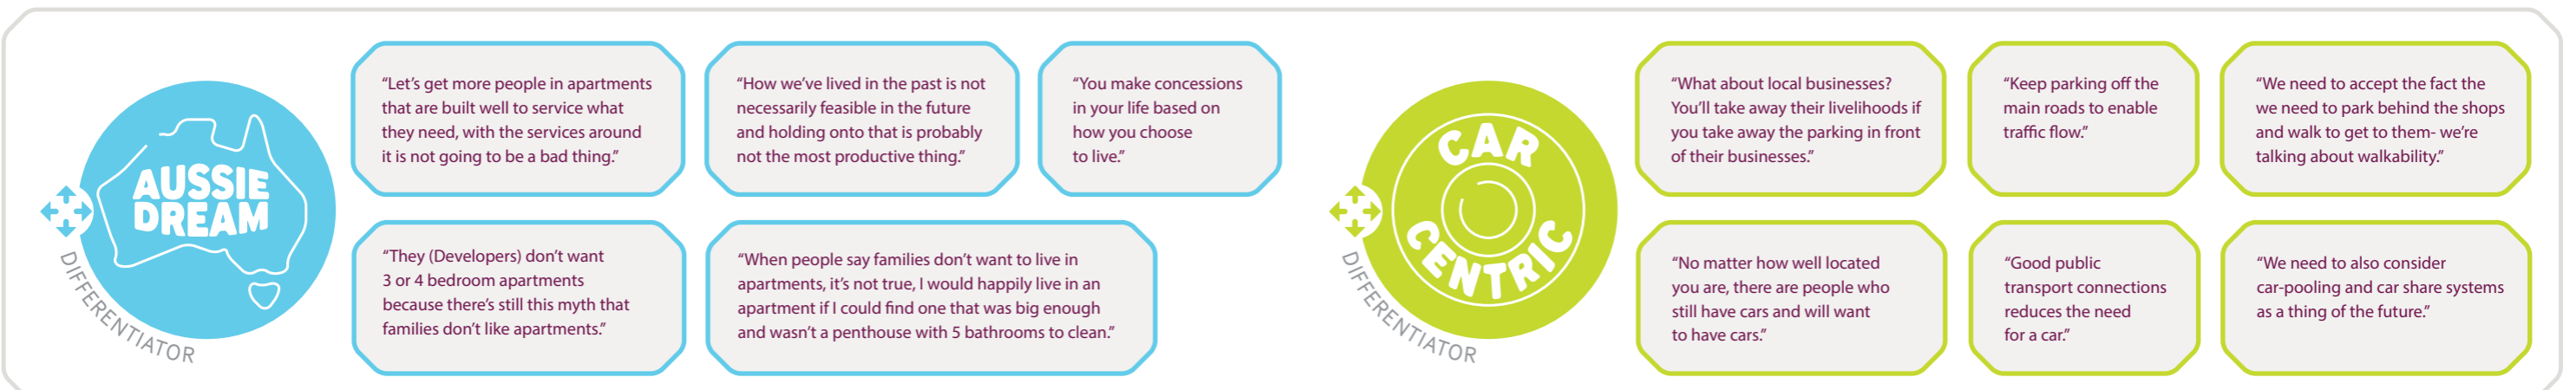 AUSSIE
DREAM
DIFFERENTIATOR
“Let’s get more people in apartments
that are built well to service what
they need, with the services around
it is not going to be a bad thing.”
“How we’ve lived in the past is not
necessarily feasible in the future
and holding onto that is probably
not the most productive thing.”
“You make concessions
in your life based on
how you choose
to live.”
“They (Developers) don’t want
3 or 4 bedroom apartments
because there’s still this myth that
families don’t like apartments.”
“When people say families don’t want to live in
apartments, it’s not true, I would happily live in an
apartment if I could find one that was big enough
and wasn’t a penthouse with 5 bathrooms to clean.”
CAR
CENTRIC
DIFFERENTIATOR
“What about local businesses?
You’ll take away their livelihoods if
you take away the parking in front
of their businesses.”
“Keep parking off the
main roads to enable
traffic flow.”
“We need to accept the fact the
we need to park behind the shops
and walk to get to them- we’re
talking about walkability.”
“No matter how well located
you are, there are people who
still have cars and will want
to have cars.”
“Good public
transport connections
reduces the need
for a car.”
“We need to also consider
car-pooling and car share systems
as a thing of the future.”